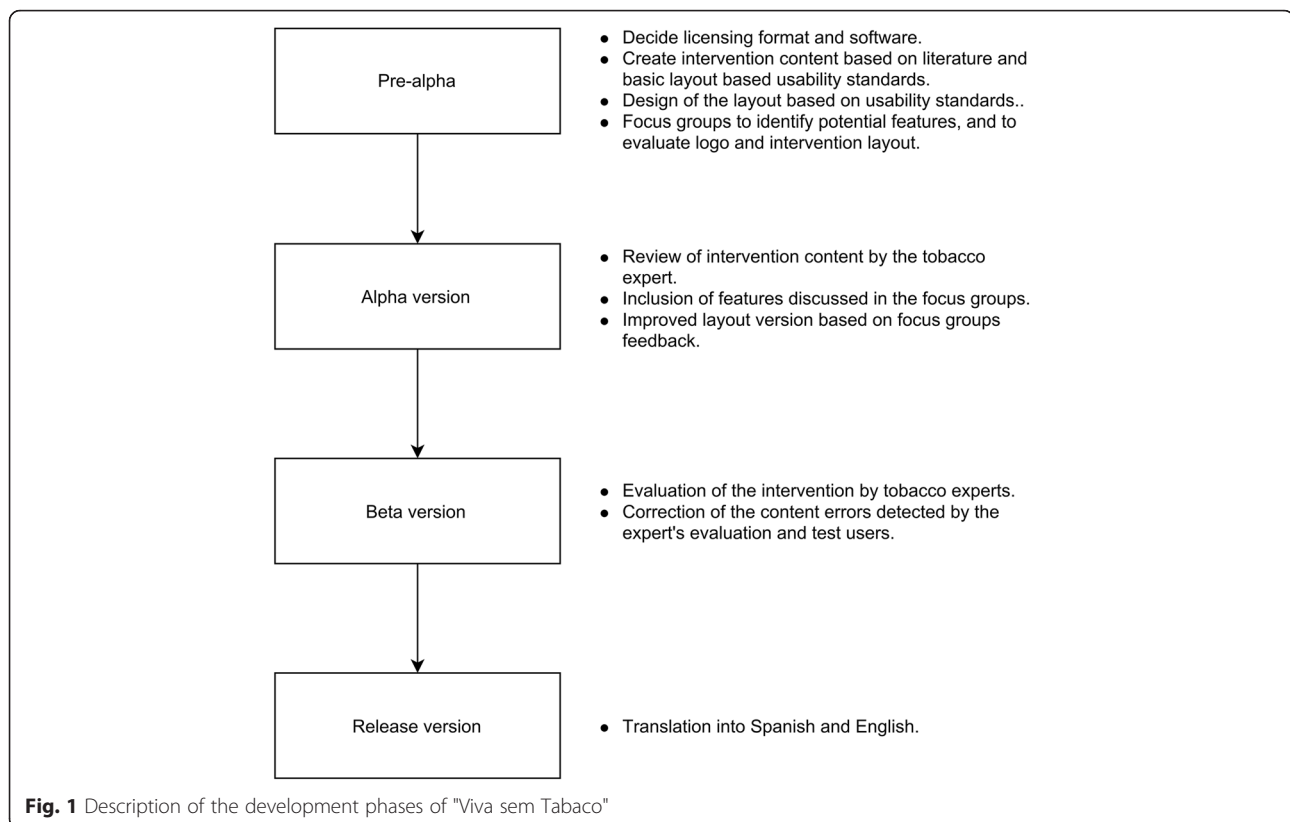 Pre-alpha
● Decide licensing format and software.
● Create intervention content based on literature and
basic layout based usability standards.
● Design of the layout based on usability standards..
● Focus groups to identify potential features, and to
evaluate logo and intervention layout.
Alpha version
● Review of intervention content by the tobacco
expert.
● Inclusion of features discussed in the focus groups.
● Improved layout version based on focus groups
feedback.
Beta version
● Evaluation of the intervention by tobacco experts.
● Correction of the content errors detected by the
expert's evaluation and test users.
Release version
● Translation into Spanish and English.
Fig. 1 Description of the development phases of "Viva sem Tabaco"